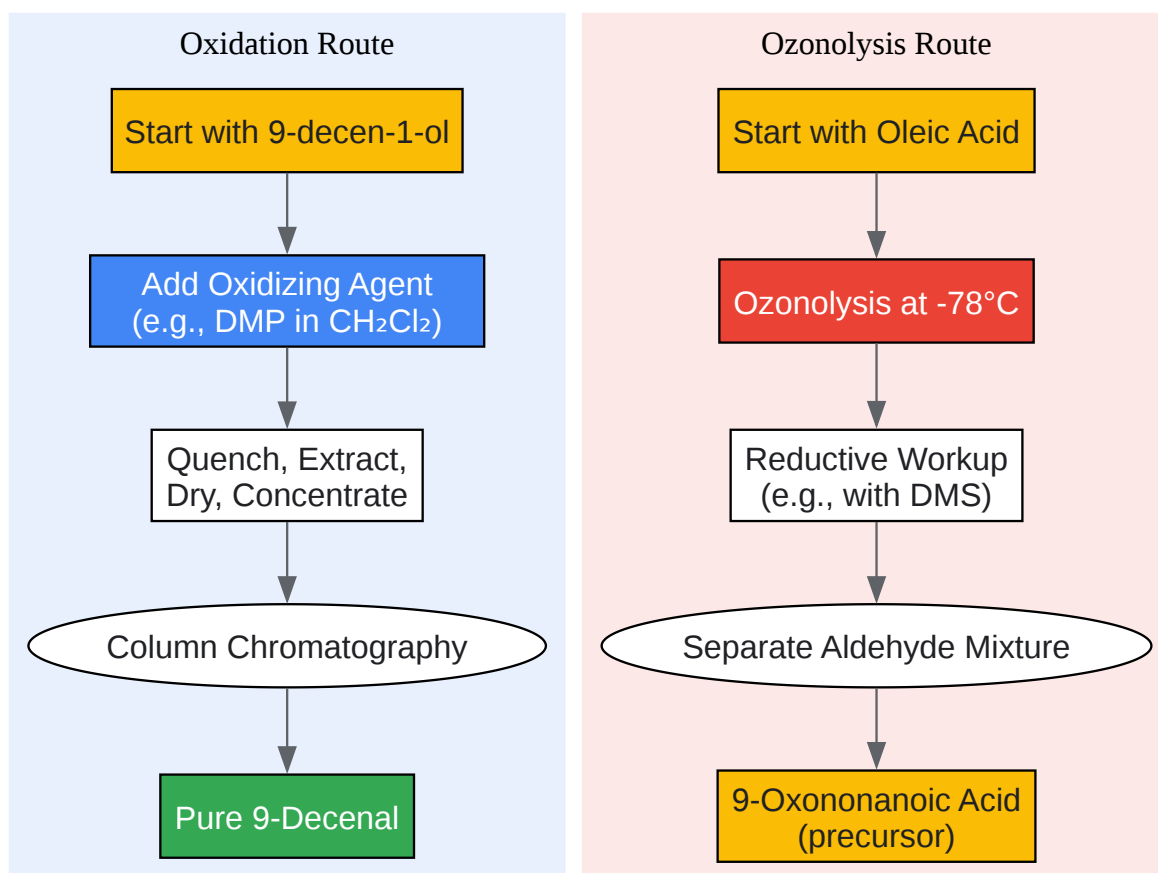 Oxidation Route
Start with 9-decen-1-ol
Add Oxidizing Agent
(e.g., DMP in CH₂Cl₂)
Quench, Extract,
Dry, Concentrate
Column Chromatography
Pure 9-Decenal
Ozonolysis Route
Start with Oleic Acid
Ozonolysis at -78°C
Reductive Workup
(e.g., with DMS)
Separate Aldehyde Mixture
9-Oxononanoic Acid
(precursor)